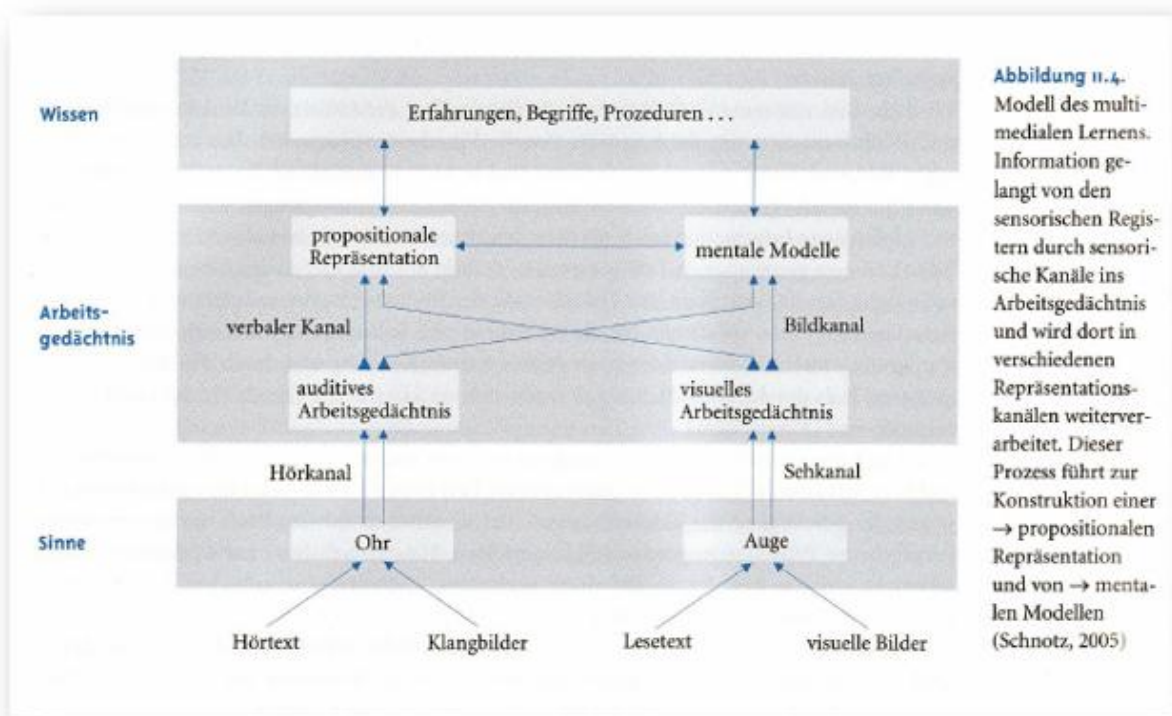 Wissen
Erfahrungen, Begriffe, Prozeduren …
propositionale
Repräsentation
mentale Modelle
Arbeits-
gedächtnis
verbaler Kanal
Bildkanal
auditives
Arbeitsgedächtnis
visuelles
Arbeitsgedächtnis
Hörkanal
Sehkanal
Sinne
Ohr
Auge
Hörtext
Klangbilder
Lesetext
visuelle Bilder
Abbildung 11.4.
Modell des multi-
medialen Lernens.
Information ge-
langt von den
sensorischen Regis-
tern durch sensori-
sche Kanäle ins
Arbeitsgedächtnis
und wird dort in
verschiedenen
Repräsentations-
kanälen weiterver-
arbeitet. Dieser
Prozess führt zur
Konstruktion einer
→ propositionalen
Repräsentation
und von → menta-
len Modellen
(Schnotz, 2005)